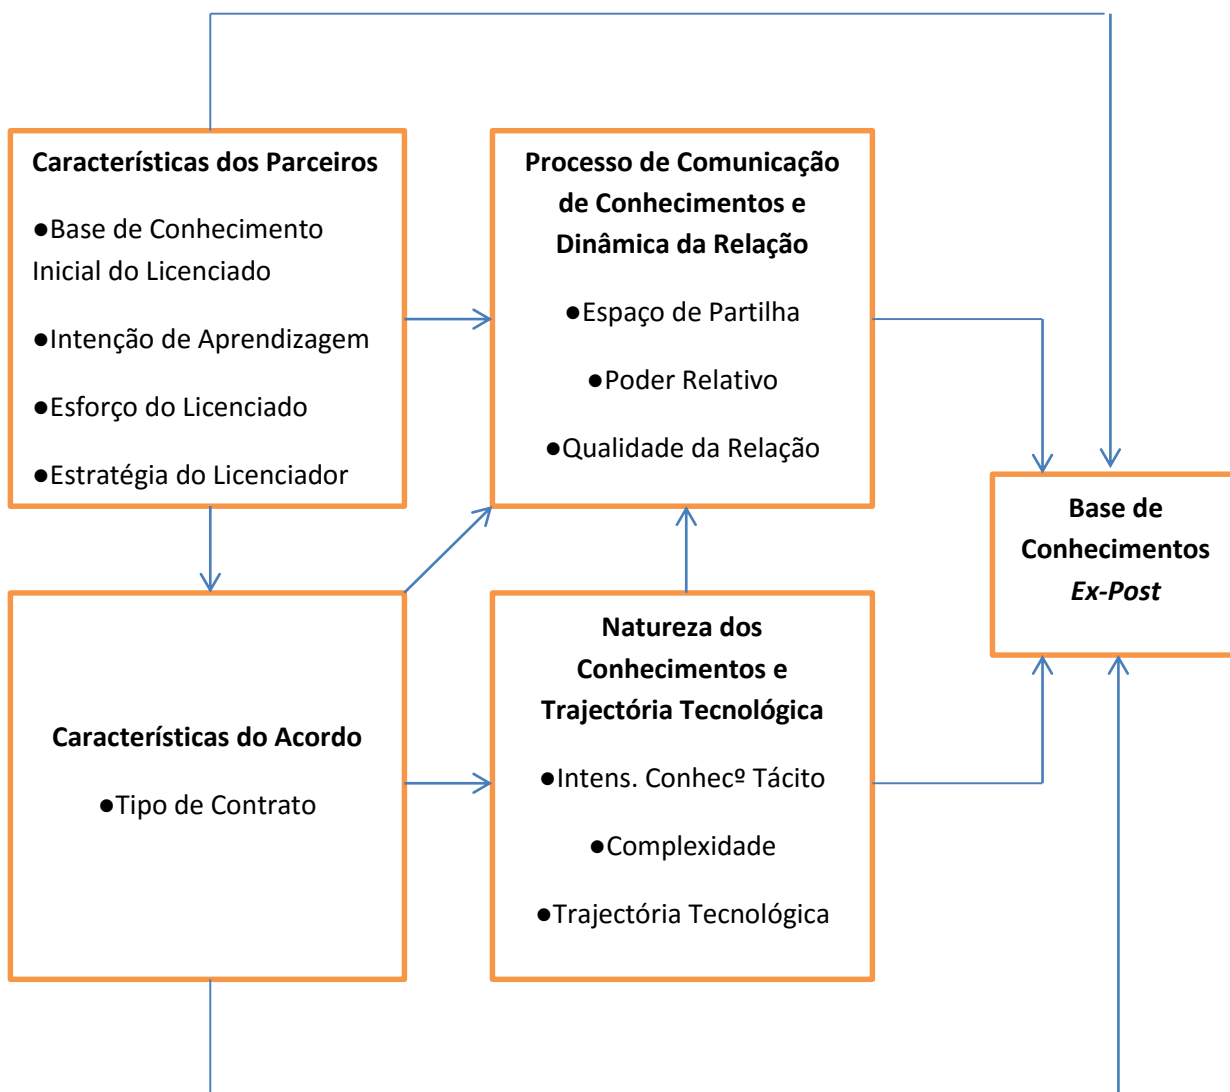 Características dos Parceiros
●Base de Conhecimento
Inicial do Licenciado
●Intenção de Aprendizagem
●Esforço do Licenciado
●Estratégia do Licenciador
Processo de Comunicação
de Conhecimentos e
Dinâmica da Relação
●Espaço de Partilha
●Poder Relativo
●Qualidade da Relação
Base de
Conhecimentos
Ex-Post
Características do Acordo
●Tipo de Contrato
Natureza dos
Conhecimentos e
Trajectória Tecnológica
●Intens. Conhecº Tácito
●Complexidade
●Trajectória Tecnológica